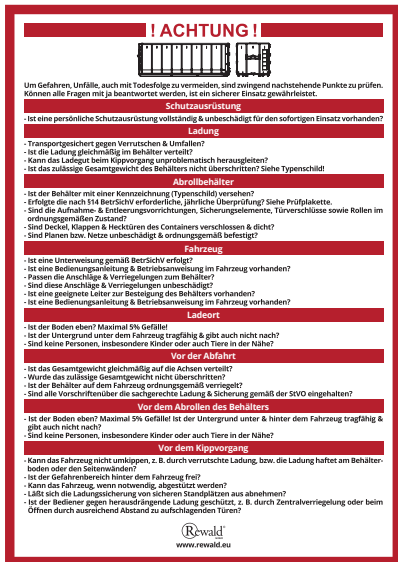 ! ACHTUNG !
Um Gefahren, Unfälle, auch mit Todesfolge zu vermeiden, sind zwingend nachstehende Punkte zu prüfen.
Können alle Fragen mit ja beantwortet werden, ist ein sicherer Einsatz gewährleistet.
Schutzausrüstung
- Ist eine persönliche Schutzausrüstung vollständig & unbeschädigt für den sofortigen Einsatz vorhanden?
Ladung
- Transportgesichert gegen Verrutschen & Umfallen?
- Ist die Ladung gleichmäßig im Behälter verteilt?
- Kann das Ladegut beim Kippvorgang unproblematisch herausgleiten?
- Ist das zulässige Gesamtgewicht des Behälters nicht überschritten? Siehe Typenschild!
Abrollbehälter
- Ist der Behälter mit einer Kennzeichnung (Typenschild) versehen?
- Erfolgte die nach §14 BetrSichV erforderliche, jährliche Überprüfung? Siehe Prüfplakette.
- Sind die Aufnahme- & Entleerungsvorrichtungen, Sicherungselemente, Türverschlüsse sowie Rollen im
ordnungsgemäßen Zustand?
- Sind Deckel, Klappen & Hecktüren des Containers verschlossen & dicht?
- Sind Planen bzw. Netze unbeschädigt & ordnungsgemäß befestigt?
Fahrzeug
- Ist eine Unterweisung gemäß BetrSichV erfolgt?
- Ist eine Bedienungsanleitung & Betriebsanweisung im Fahrzeug vorhanden?
- Passen die Anschläge & Verriegelungen zum Behälter?
- Sind diese Anschläge & Verriegelungen unbeschädigt?
- Ist eine geeignete Leiter zur Besteigung des Behälters vorhanden?
- Ist eine Bedienungsanleitung & Betriebsanweisung im Fahrzeug vorhanden?
Ladeort
- Ist der Boden eben? Maximal 5% Gefälle!
- Ist der Untergrund unter dem Fahrzeug tragfähig & gibt auch nicht nach?
- Sind keine Personen, insbesondere Kinder oder auch Tiere in der Nähe?
Vor der Abfahrt
- Ist das Gesamtgewicht gleichmäßig auf die Achsen verteilt?
- Wurde das zulässige Gesamtgewicht nicht überschritten?
- Ist der Behälter auf dem Fahrzeug ordnungsgemäß verriegelt?
- Sind alle Vorschriften über die sachgerechte Ladung & Sicherung gemäß der StVO eingehalten?
Vor dem Abrollen des Behälters
- Ist der Boden eben? Maximal 5% Gefälle! Ist der Untergrund unter & hinter dem Fahrzeug tragfähig &
gibt auch nicht nach?
- Sind keine Personen, insbesondere Kinder oder auch Tiere in der Nähe?
Vor dem Kippvorgang
- Kann das Fahrzeug nicht umkippen, z. B. durch verrutschte Ladung, bzw. die Ladung haftet am Behälter-
boden oder den Seitenwänden?
- Ist der Gefahrenbereich hinter dem Fahrzeug frei?
- Kann das Fahrzeug, wenn notwendig, abgestützt werden?
- Läßt sich die Ladungssicherung von sicheren Standplätzen aus abnehmen?
- Ist der Bediener gegen herausdrängende Ladung geschützt, z. B. durch Zentralverriegelung oder beim
Öffnen durch ausreichend Abstand zu aufschlagenden Türen?
Rewald
www.rewald.eu